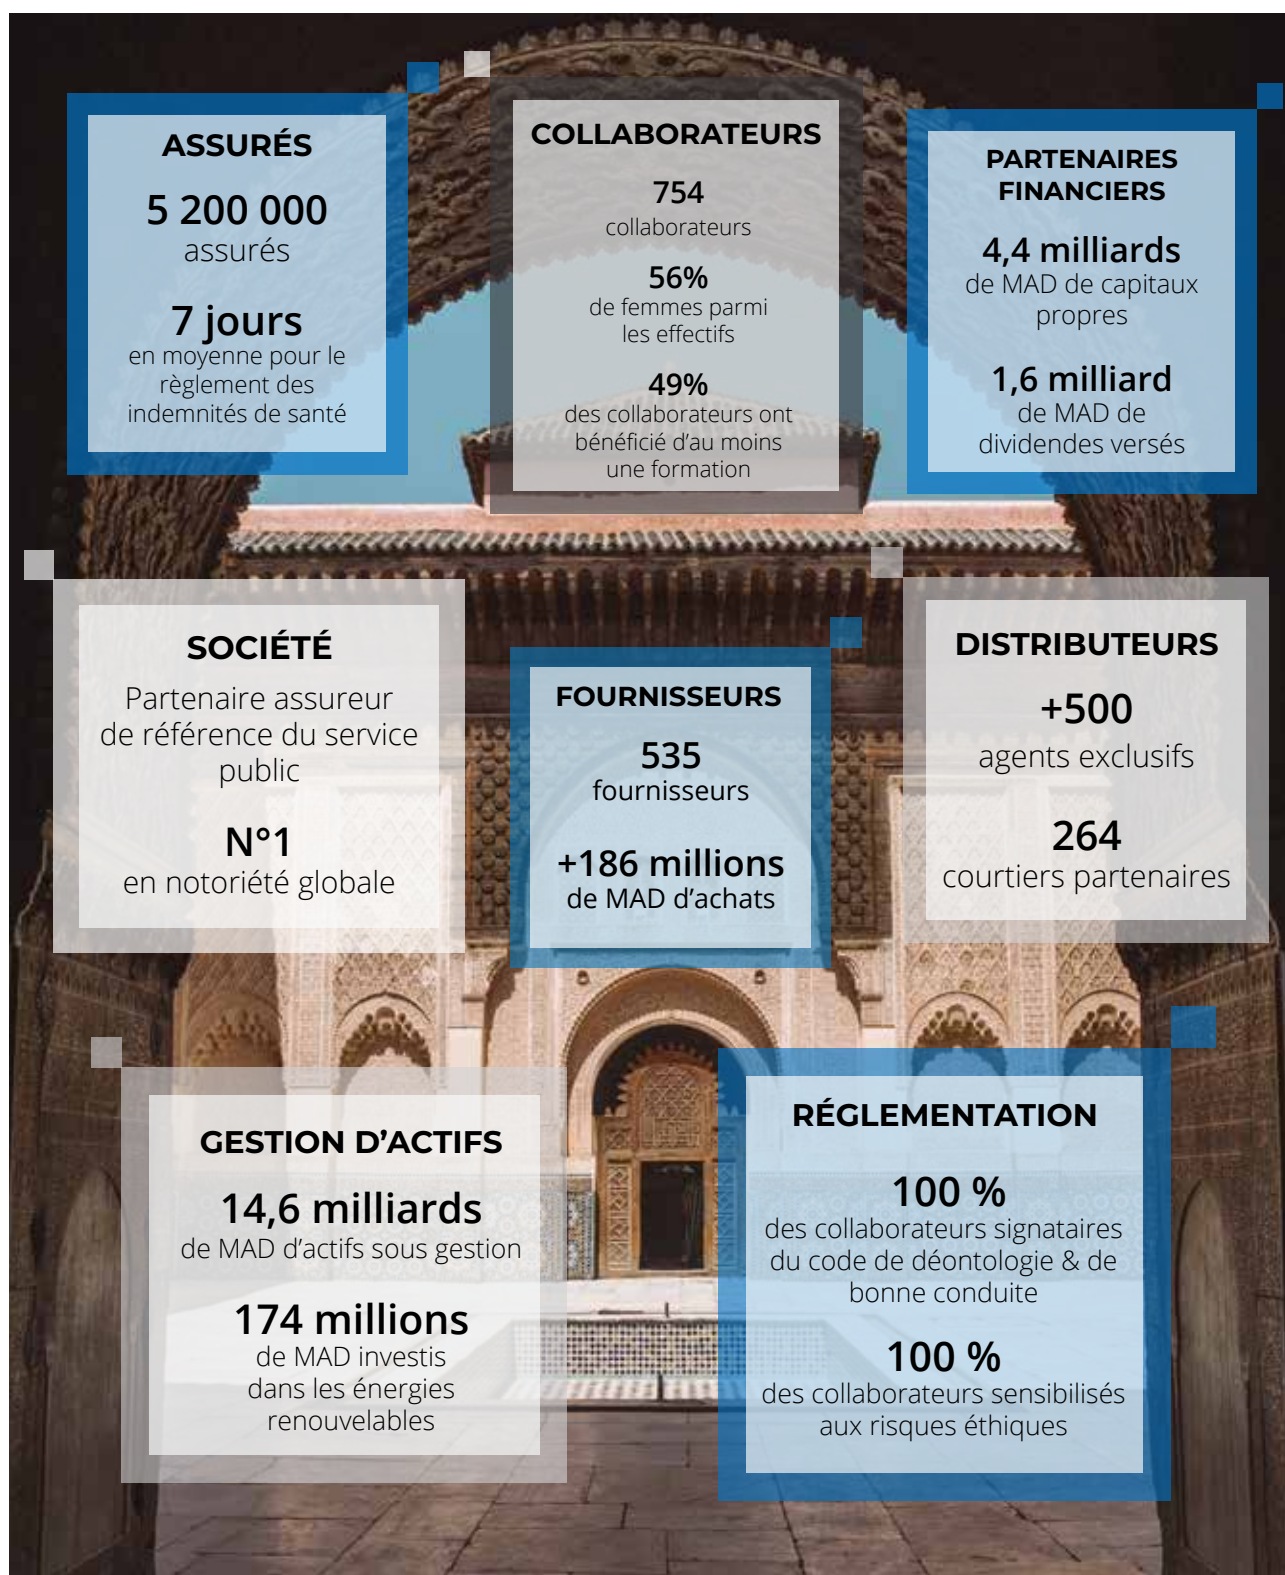 ASSURÉS
5 200 000
assurés
7 jours
en moyenne pour le
règlement des
indemnités de santé
COLLABORATEURS
754
collaborateurs
56%
de femmes parmi
les effectifs
49%
des collaborateurs ont
bénéficié d’au moins
une formation
PARTENAIRES
FINANCIERS
4,4 milliards
de MAD de capitaux
propres
1,6 milliard
de MAD de
dividendes versés
SOCIÉTÉ
Partenaire assureur
de référence du service
public
N°1
en notoriété globale
FOURNISSEURS
535
fournisseurs
+186 millions
de MAD d’achats
DISTRIBUTEURS
+500
agents exclusifs
264
courtiers partenaires
GESTION D’ACTIFS
14,6 milliards
de MAD d’actifs sous gestion
174 millions
de MAD investis
dans les énergies
renouvelables
RÉGLEMENTATION
100 %
des collaborateurs signataires
du code de déontologie & de
bonne conduite
100 %
des collaborateurs sensibilisés
aux risques éthiques